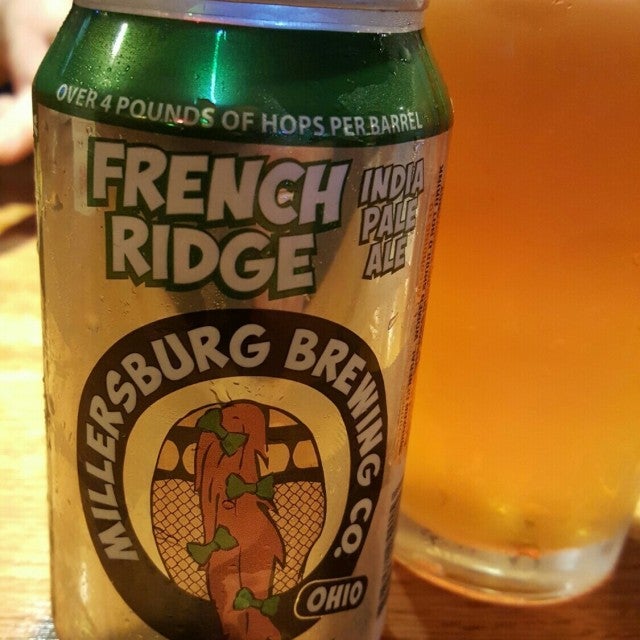 OVER 4 POUNDS OF HOPS PER BARREL
FRENCH
RIDGE
INDIA
PALE
ALE
MILLERSBURG BREWING CO.
OHIO